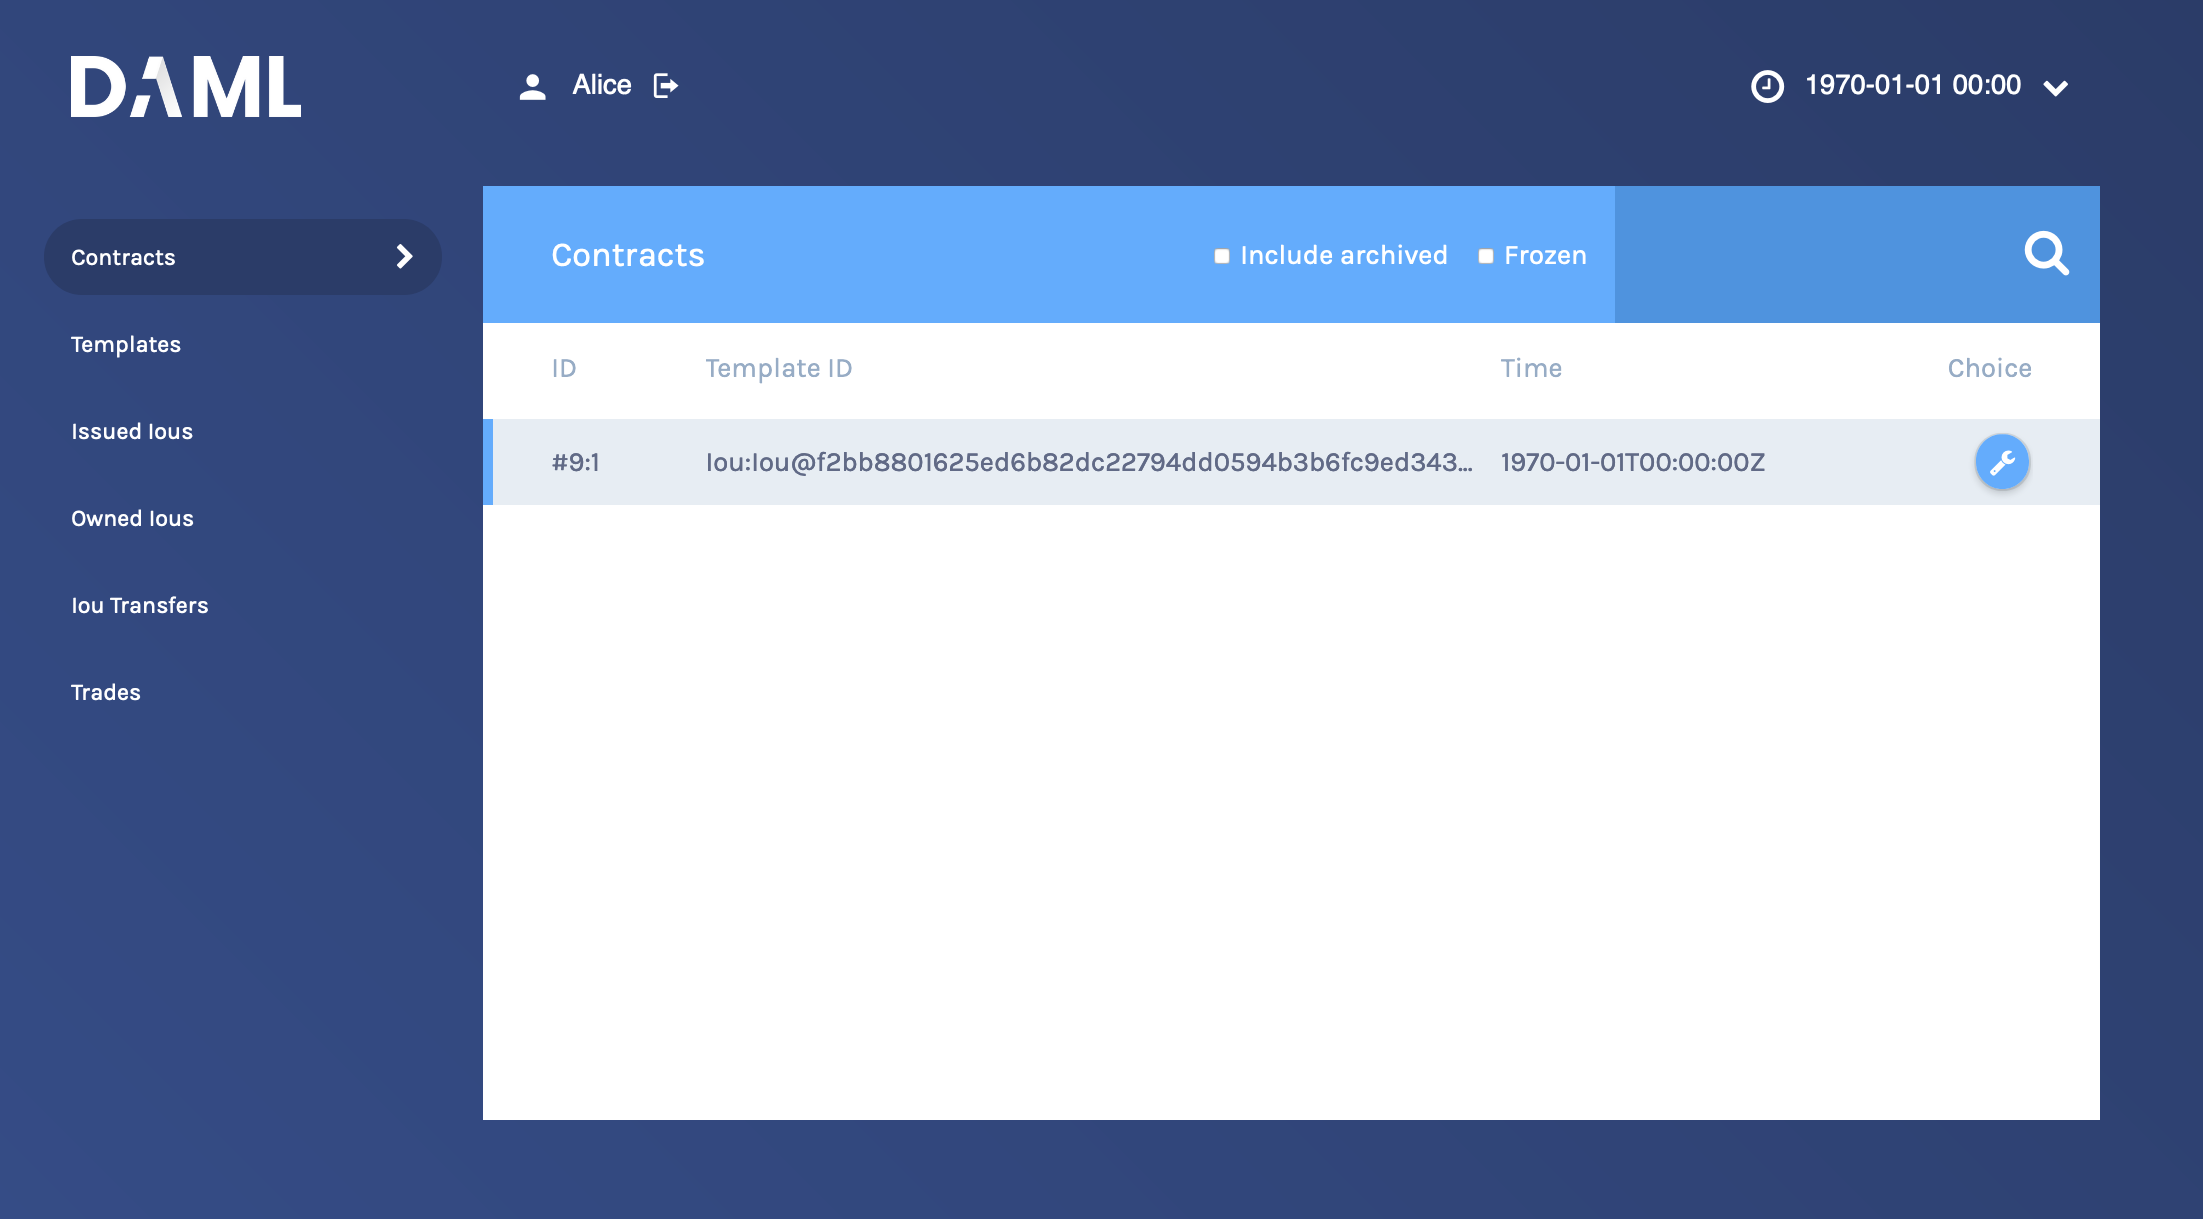 DAML
Alice
1970-01-01 00:00
Contracts
Templates
Issued Ious
Owned Ious
Iou Transfers
Trades
Contracts Include archived Frozen
ID Template ID Time Choice
#9:1 Iou:Iou@f2bb8801625ed6b82dc22794dd0594b3b6fc9ed343... 1970-01-01T00:00:00Z